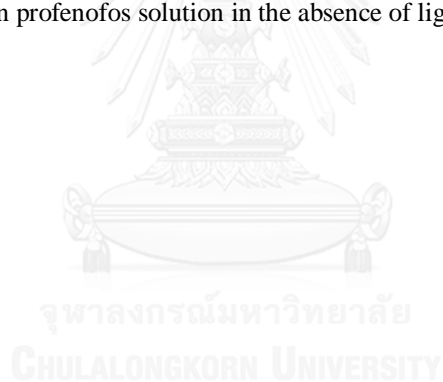 n profenofos solution in the absence of lig
จุฬาลงกรณ์มหาวิทยาลัย
CHULALONGKORN UNIVERSITY